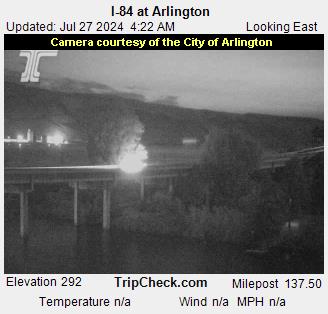 I-84 at Arlington
Updated: Jul 27 2024 4:22 AM Looking East
Camera courtesy of the City of Arlington
Elevation 292 TripCheck.com Milepost 137.50
Temperature n/a Wind n/a MPH n/a